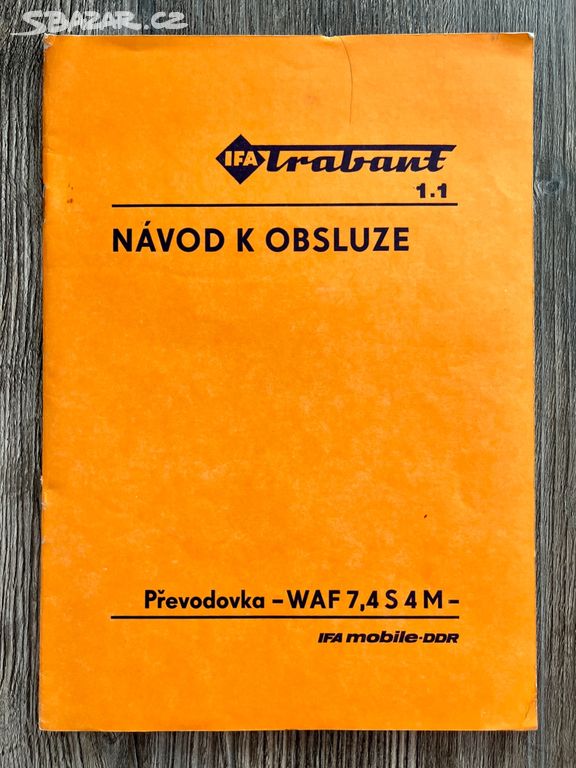 SBAZAR.CZ
IFA Trabant
1.1
NÁVOD K OBSLUZE
Převodovka -WAF 7,4 S 4 M-
IFA mobile-DDR